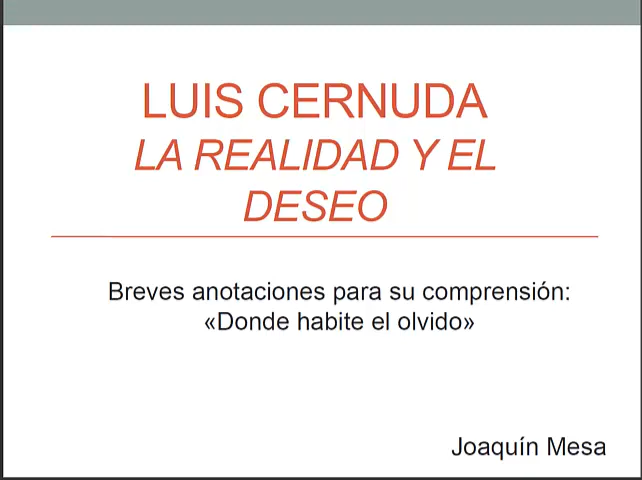 LUIS CERNUDA
LA REALIDAD Y EL
DESEO
Breves anotaciones para su comprensión:
«Donde habite el olvido»
Joaquín Mesa